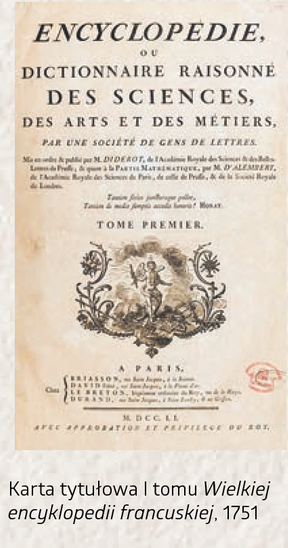 ENCYCLOPÉDIE,
OU
DICTIONNAIRE RAISONNÉ
DES SCIENCES,
DES ARTS ET DES MÉTIERS,
PAR UNE SOCIÉTÉ DE GENS DE LETTRES.
Mis en ordre & publié par M. DIDEROT, de l'Académie Royale des Sciences & des Belles-
Lettres de Prusse; & quant à la PARTIE MATHÉMATIQUE, par M. D'ALEMBERT,
de l'Académie Royale des Sciences de Paris, de celle de Prusse, & de la Société Royale
de Londres.
Tantùm series juncturaque pollet,
Tantùm de medio sumptis accedit honoris! HORAT.
TOME PREMIER.
A PARIS,
Chez
BRIASSON, rue Saint Jacques, à la Science.
DAVID l'aîné, rue Saint Jacques, à la Plume d'or.
LE BRETON, Imprimeur ordinaire du Roy, rue de la Harpe.
DURAND, rue Saint Jacques, à Saint Landry, & au Griffon.
M. DCC. LI.
AVEC APPROBATION ET PRIVILEGE DU ROY.
Karta tytułowa I tomu Wielkiej
encyklopedii francuskiej, 1751